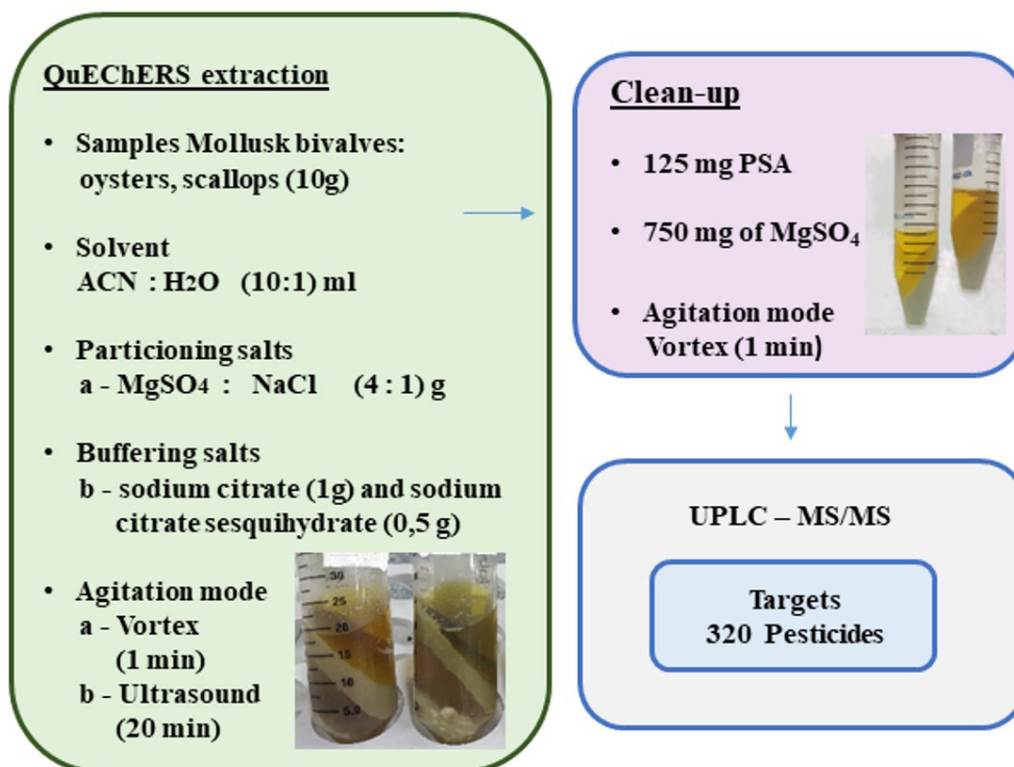 QuEChERS extraction
• Samples Mollusk bivalves:
oysters, scallops (10g)
• Solvent
ACN : H2O (10:1) ml
• Particioning salts
a - MgSO4 : NaCl (4 : 1) g
• Buffering salts
b - sodium citrate (1g) and sodium
citrate sesquihydrate (0,5 g)
• Agitation mode
a - Vortex
(1 min)
b - Ultrasound
(20 min)
30
25
20
15
10
5.0
Clean-up
• 125 mg PSA
• 750 mg of MgSO₄
• Agitation mode
Vortex (1 min)
UPLC – MS/MS
Targets
320 Pesticides